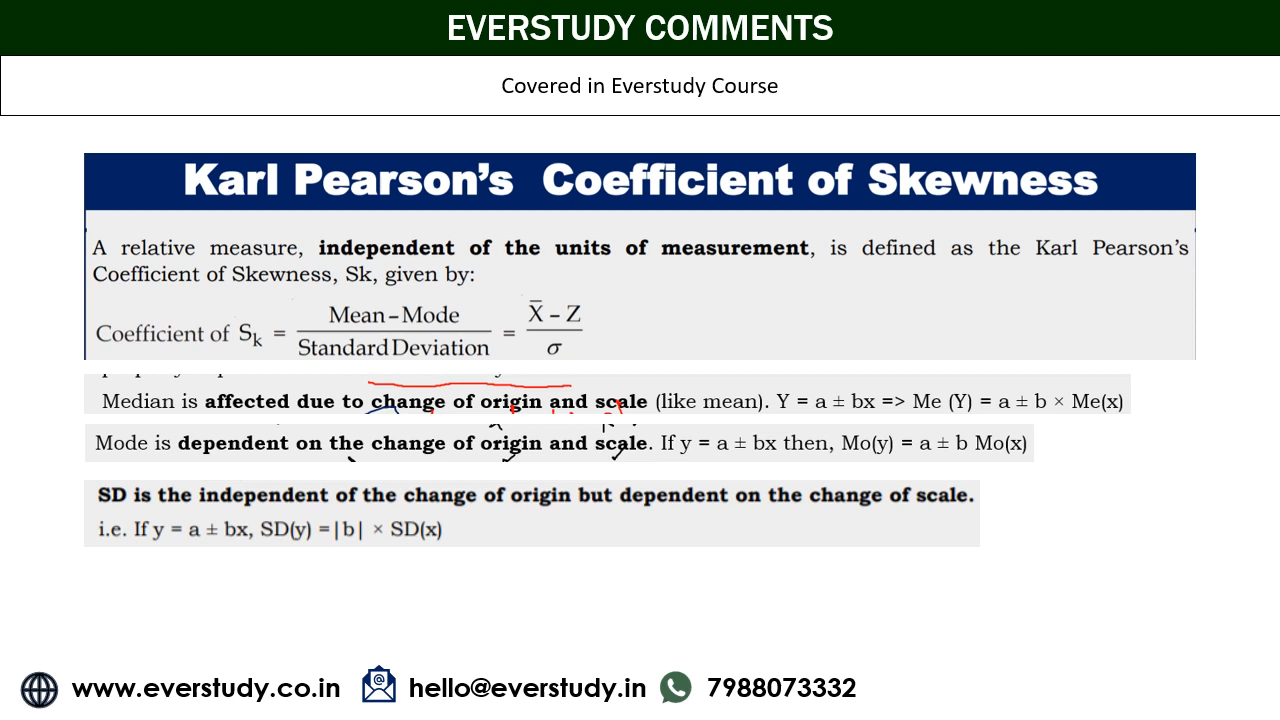 EVERSTUDY COMMENTS
Covered in Everstudy Course
Karl Pearson’s Coefficient of Skewness
A relative measure, independent of the units of measurement, is defined as the Karl Pearson’s
Coefficient of Skewness, Sk, given by:
Coefficient of Sk = Mean – Mode / Standard Deviation = X̅ – Z / σ
Median is affected due to change of origin and scale (like mean). Y = a ± bx => Me (Y) = a ± b × Me(x)
Mode is dependent on the change of origin and scale. If y = a ± bx then, Mo(y) = a ± b Mo(x)
SD is the independent of the change of origin but dependent on the change of scale.
i.e. If y = a ± bx, SD(y) =|b| × SD(x)
www.everstudy.co.in hello@everstudy.in 7988073332